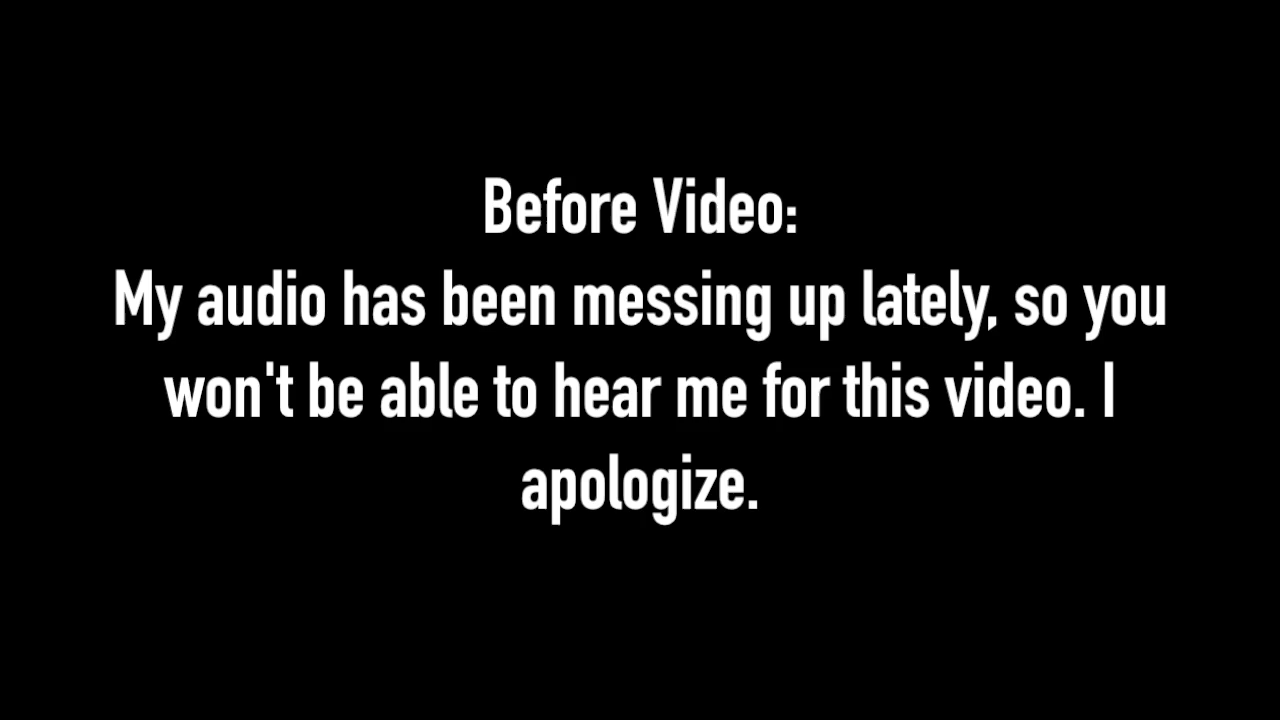 Before Video:
My audio has been messing up lately, so you
won't be able to hear me for this video. I
apologize.